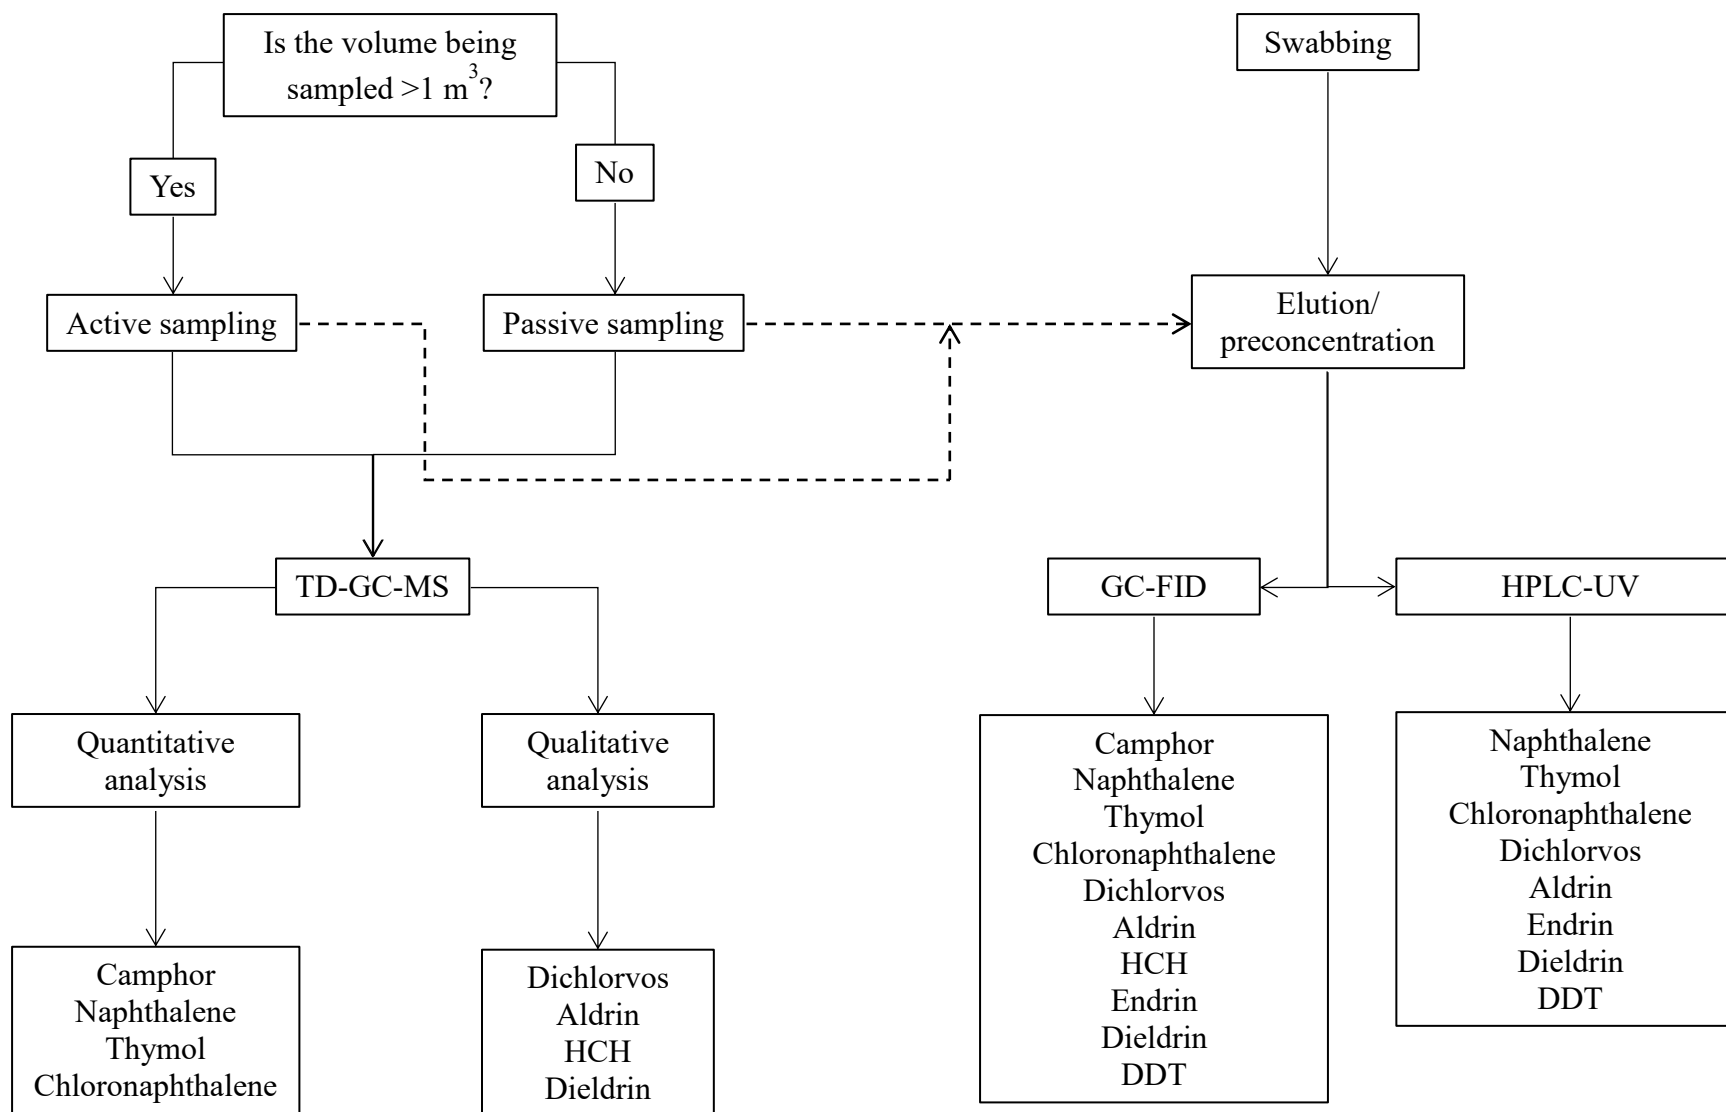 Is the volume being
sampled >1 m³?
Swabbing
Yes
No
Active sampling
Passive sampling
Elution/
preconcentration
TD-GC-MS
GC-FID
HPLC-UV
Quantitative
analysis
Qualitative
analysis
Camphor
Naphthalene
Thymol
Chloronaphthalene
Dichlorvos
Aldrin
HCH
Dieldrin
Camphor
Naphthalene
Thymol
Chloronaphthalene
Dichlorvos
Aldrin
HCH
Endrin
Dieldrin
DDT
Naphthalene
Thymol
Chloronaphthalene
Dichlorvos
Aldrin
Endrin
Dieldrin
DDT